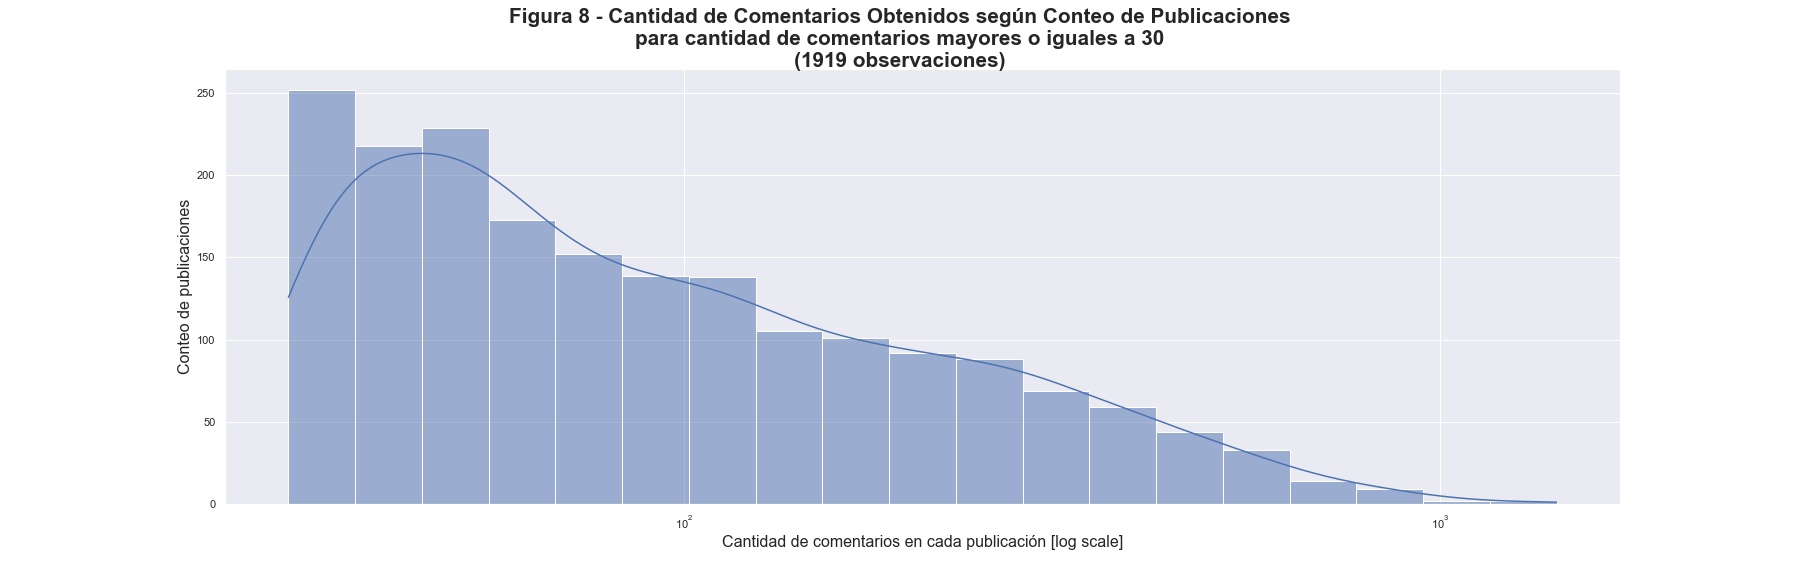 Figura 8 - Cantidad de Comentarios Obtenidos según Conteo de Publicaciones
para cantidad de comentarios mayores o iguales a 30
(1919 observaciones)
250
200
150
100
50
0
Conteo de publicaciones
10²
10³
Cantidad de comentarios en cada publicación [log scale]